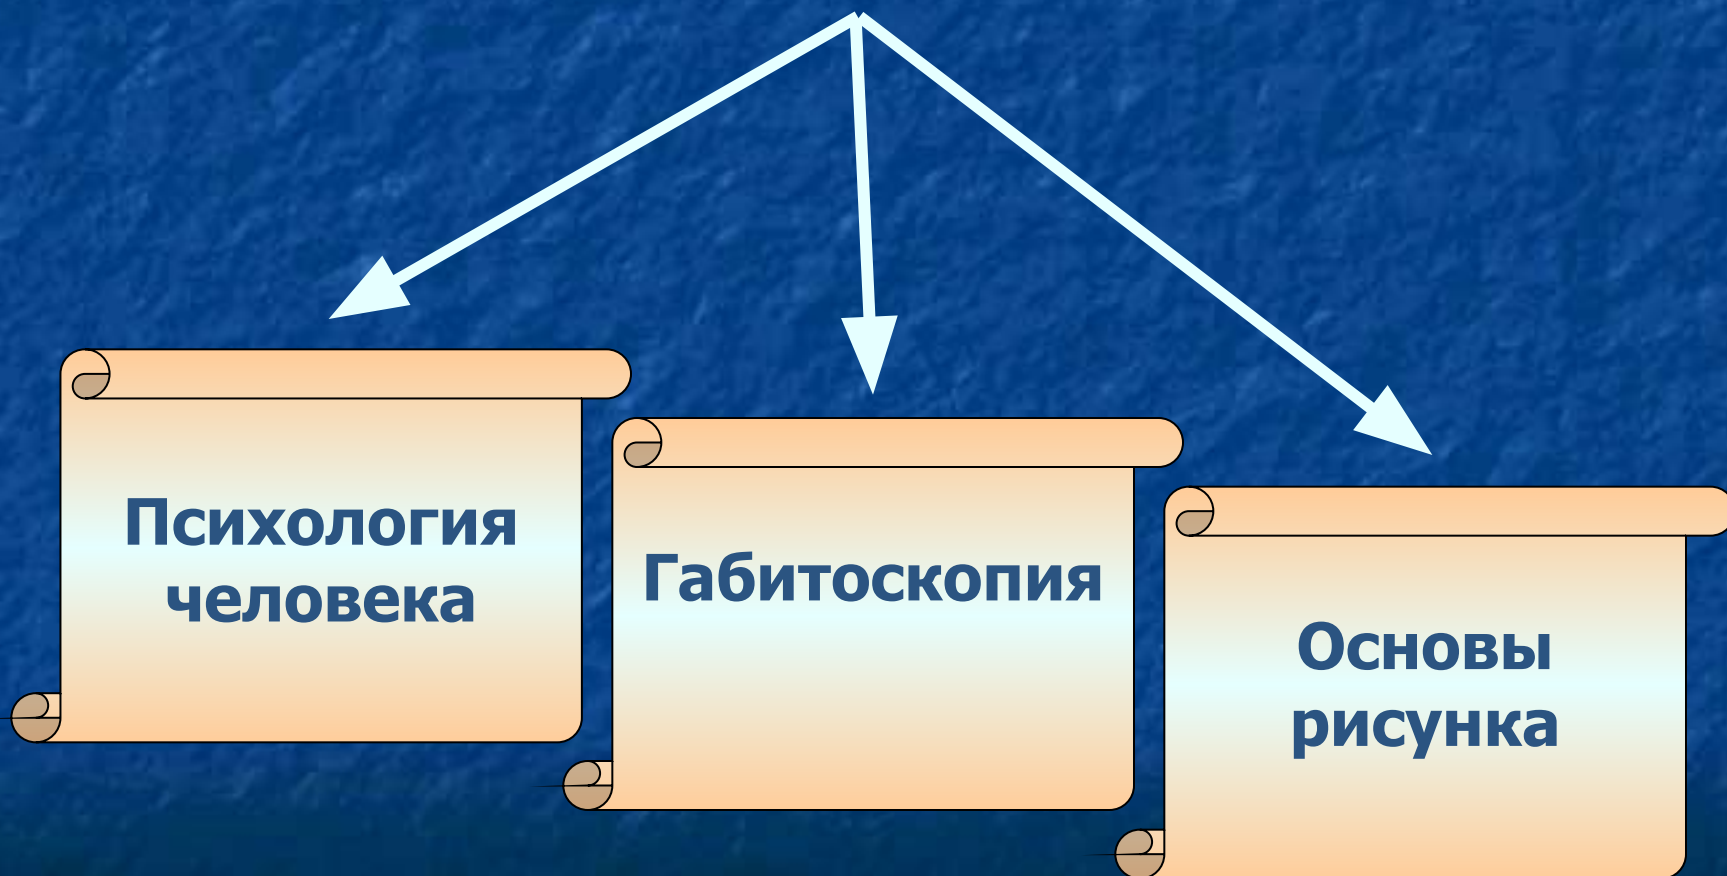 Психология
человека
Габитоскопия
Основы
рисунка